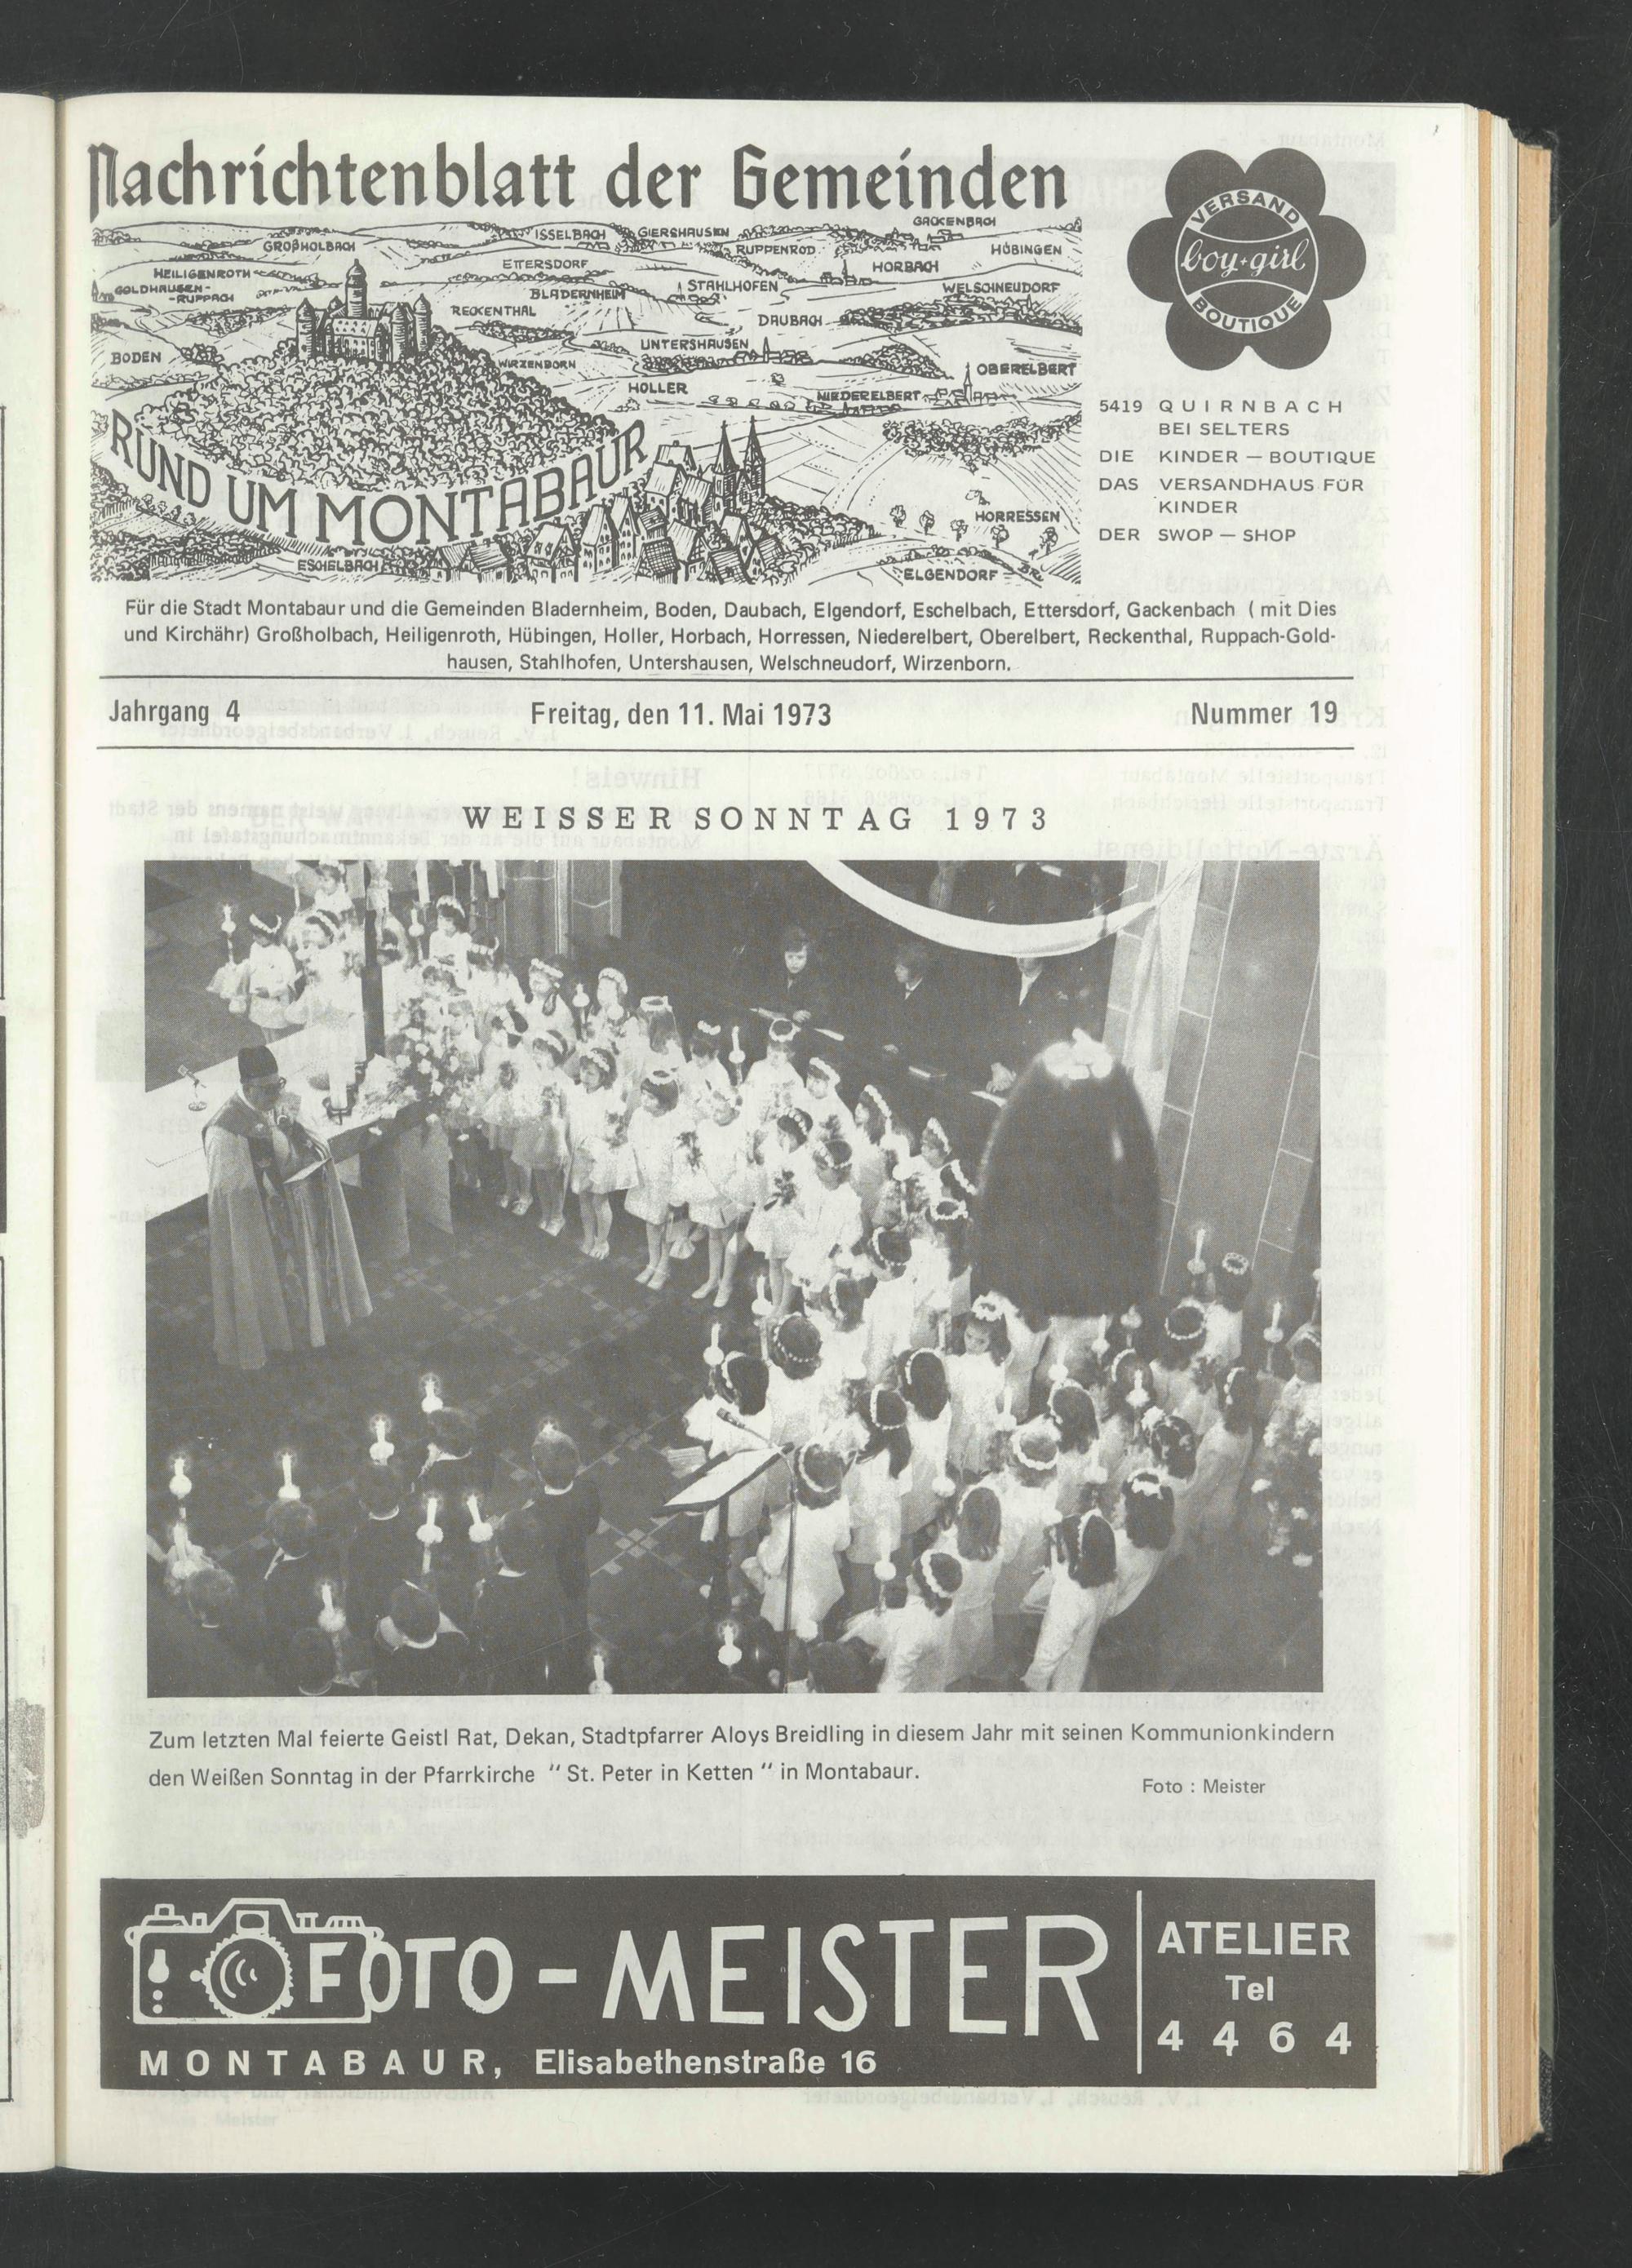 Nachrichtenblatt der Gemeinden
GACKENBACH
ISSELBACH
GIERSHAUSEN
GROßHOLBACH
RUPPENROD
HÜBINGEN
ETTERSDORF
HORBACH
HEILIGENROTH
STAHLHOFEN
WELSCHNEUDORF
GOLDHAUSEN-
-RUPPACH
BLADERNHEIM
RECKENTHAL
DAUBACH
UNTERSHAUSEN
BODEN
WIRZENBORN
OBERELBERT
HOLLER
NIEDERELBERT
RUND UM MONTABAUR
HORRESSEN
ESCHELBACH
ELGENDORF
VERSAND
boy+girl
BOUTIQUE
5419 QUIRNBACH
BEI SELTERS
DIE KINDER — BOUTIQUE
DAS VERSANDHAUS FÜR
KINDER
DER SWOP — SHOP
Für die Stadt Montabaur und die Gemeinden Bladernheim, Boden, Daubach, Elgendorf, Eschelbach, Ettersdorf, Gackenbach ( mit Dies
und Kirchähr) Großholbach, Heiligenroth, Hübingen, Holler, Horbach, Horressen, Niederelbert, Oberelbert, Reckenthal, Ruppach-Gold-
hausen, Stahlhofen, Untershausen, Welschneudorf, Wirzenborn.
Jahrgang 4 Freitag, den 11. Mai 1973 Nummer 19
WEISSER SONNTAG 1973
Zum letzten Mal feierte Geistl Rat, Dekan, Stadtpfarrer Aloys Breidling in diesem Jahr mit seinen Kommunionkindern
den Weißen Sonntag in der Pfarrkirche " St. Peter in Ketten " in Montabaur.
Foto : Meister
FOTO - MEISTER
MONTABAUR, Elisabethenstraße 16
ATELIER
Tel
4 4 6 4